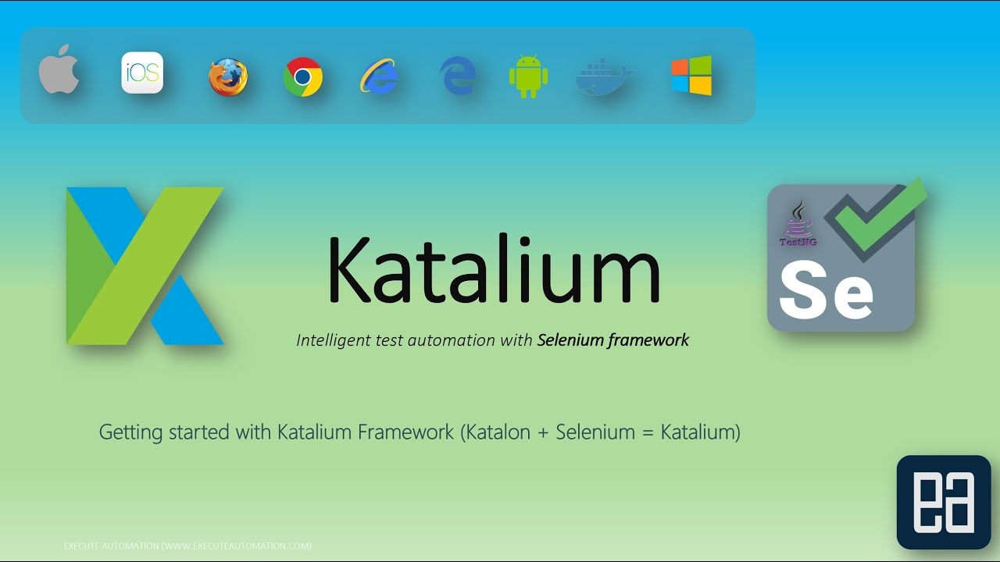 iOS
Katalium
TestNG
Se
Intelligent test automation with Selenium framework
Getting started with Katalium Framework (Katalon + Selenium = Katalium)
ea
EXECUTE AUTOMATION (WWW.EXECUTEAUTOMATION.COM)